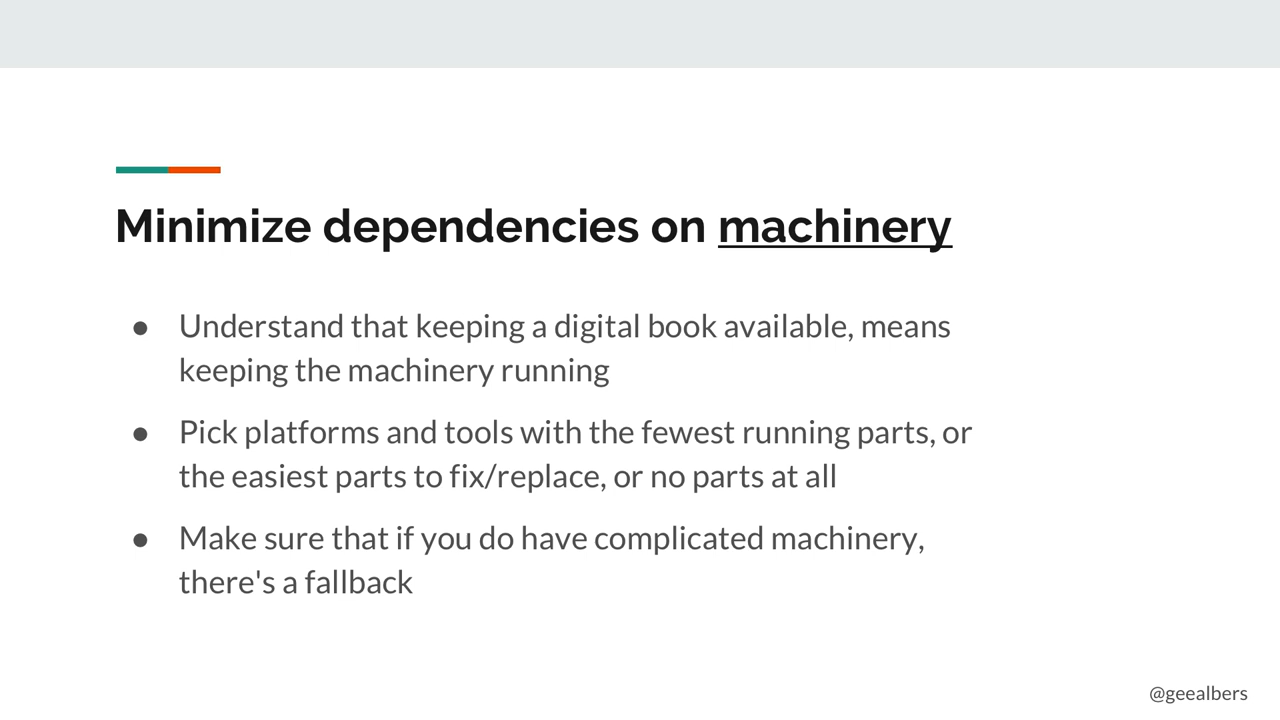 Minimize dependencies on machinery
● Understand that keeping a digital book available, means
keeping the machinery running
● Pick platforms and tools with the fewest running parts, or
the easiest parts to fix/replace, or no parts at all
● Make sure that if you do have complicated machinery,
there's a fallback
@geealbers